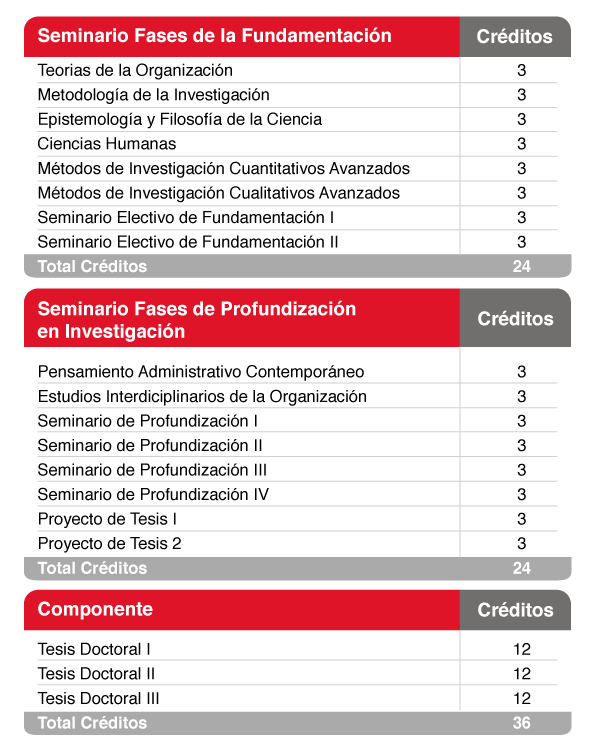 Seminario Fases de la Fundamentación Créditos
Teorias de la Organización 3
Metodología de la Investigación 3
Epistemología y Filosofía de la Ciencia 3
Ciencias Humanas 3
Métodos de Investigación Cuantitativos Avanzados 3
Métodos de Investigación Cualitativos Avanzados 3
Seminario Electivo de Fundamentación I 3
Seminario Electivo de Fundamentación II 3
Total Créditos 24
Seminario Fases de Profundización
en Investigación Créditos
Pensamiento Administrativo Contemporáneo 3
Estudios Interdiciplinarios de la Organización 3
Seminario de Profundización I 3
Seminario de Profundización II 3
Seminario de Profundización III 3
Seminario de Profundización IV 3
Proyecto de Tesis I 3
Proyecto de Tesis 2 3
Total Créditos 24
Componente Créditos
Tesis Doctoral I 12
Tesis Doctoral II 12
Tesis Doctoral III 12
Total Créditos 36